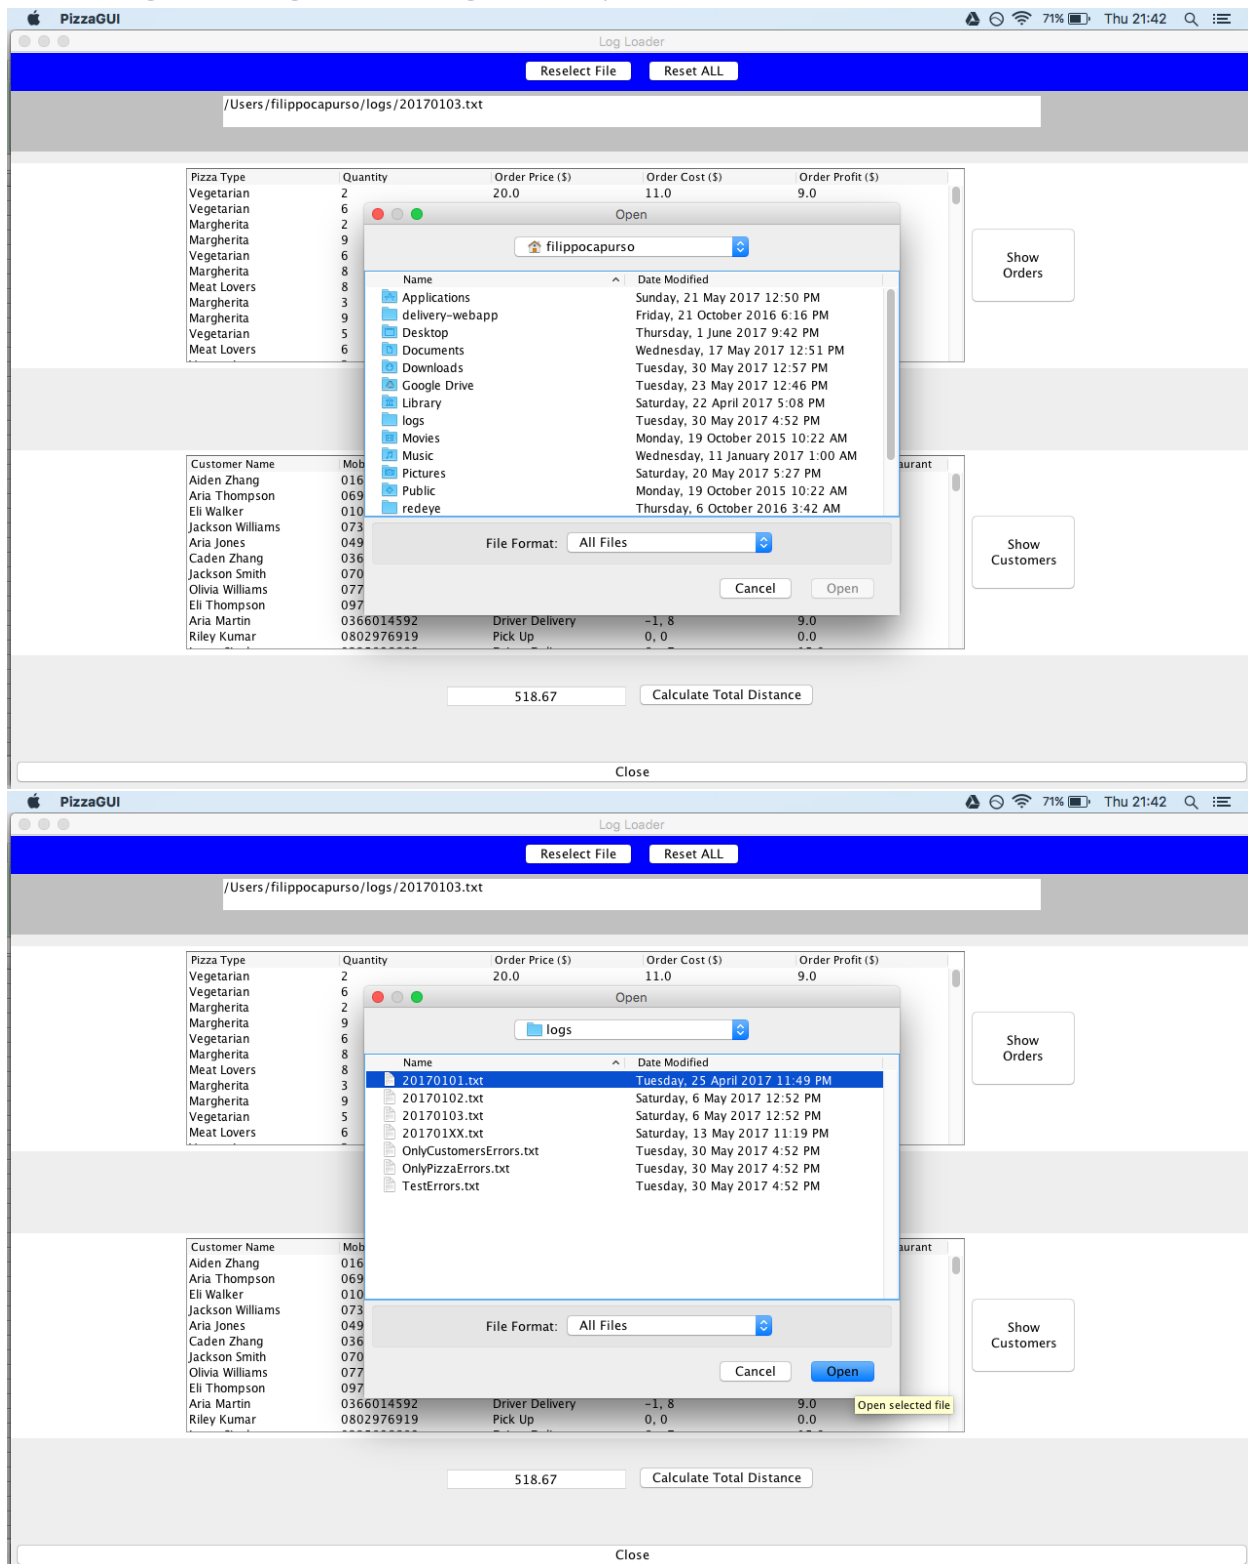 PizzaGUI 71% Thu 21:42
Log Loader
Reselect File Reset ALL
/Users/filippocapurso/logs/20170103.txt
Pizza Type Quantity Order Price ($) Order Cost ($) Order Profit ($)
Vegetarian 2 20.0 11.0 9.0
Vegetarian 6
Margherita 2
Margherita 9
Vegetarian 6
Margherita 8
Meat Lovers 8
Margherita 3
Margherita 9
Vegetarian 5
Meat Lovers 6
Show
Orders
Open
filippocapurso
Name Date Modified
Applications Sunday, 21 May 2017 12:50 PM
delivery-webapp Friday, 21 October 2016 6:16 PM
Desktop Thursday, 1 June 2017 9:42 PM
Documents Wednesday, 17 May 2017 12:51 PM
Downloads Tuesday, 30 May 2017 12:57 PM
Google Drive Tuesday, 23 May 2017 12:46 PM
Library Saturday, 22 April 2017 5:08 PM
logs Tuesday, 30 May 2017 4:52 PM
Movies Monday, 19 October 2015 10:22 AM
Music Wednesday, 11 January 2017 1:00 AM
Pictures Saturday, 20 May 2017 5:27 PM
Public Monday, 19 October 2015 10:22 AM
redeye Thursday, 6 October 2016 3:42 AM
File Format: All Files
Cancel Open
Customer Name Mob aurant
Aiden Zhang 016
Aria Thompson 069
Eli Walker 010
Jackson Williams 073
Aria Jones 049
Caden Zhang 036
Jackson Smith 070
Olivia Williams 077
Eli Thompson 097
Aria Martin 0366014592 Driver Delivery -1, 8 9.0
Riley Kumar 0802976919 Pick Up 0, 0 0.0
Show
Customers
518.67 Calculate Total Distance
Close
PizzaGUI 71% Thu 21:42
Log Loader
Reselect File Reset ALL
/Users/filippocapurso/logs/20170103.txt
Pizza Type Quantity Order Price ($) Order Cost ($) Order Profit ($)
Vegetarian 2 20.0 11.0 9.0
Vegetarian 6
Margherita 2
Margherita 9
Vegetarian 6
Margherita 8
Meat Lovers 8
Margherita 3
Margherita 9
Vegetarian 5
Meat Lovers 6
Show
Orders
Open
logs
Name Date Modified
20170101.txt Tuesday, 25 April 2017 11:49 PM
20170102.txt Saturday, 6 May 2017 12:52 PM
20170103.txt Saturday, 6 May 2017 12:52 PM
201701XX.txt Saturday, 13 May 2017 11:19 PM
OnlyCustomersErrors.txt Tuesday, 30 May 2017 4:52 PM
OnlyPizzaErrors.txt Tuesday, 30 May 2017 4:52 PM
TestErrors.txt Tuesday, 30 May 2017 4:52 PM
File Format: All Files
Cancel Open
Open selected file
Customer Name Mob aurant
Aiden Zhang 016
Aria Thompson 069
Eli Walker 010
Jackson Williams 073
Aria Jones 049
Caden Zhang 036
Jackson Smith 070
Olivia Williams 077
Eli Thompson 097
Aria Martin 0366014592 Driver Delivery -1, 8 9.0
Riley Kumar 0802976919 Pick Up 0, 0 0.0
Show
Customers
518.67 Calculate Total Distance
Close